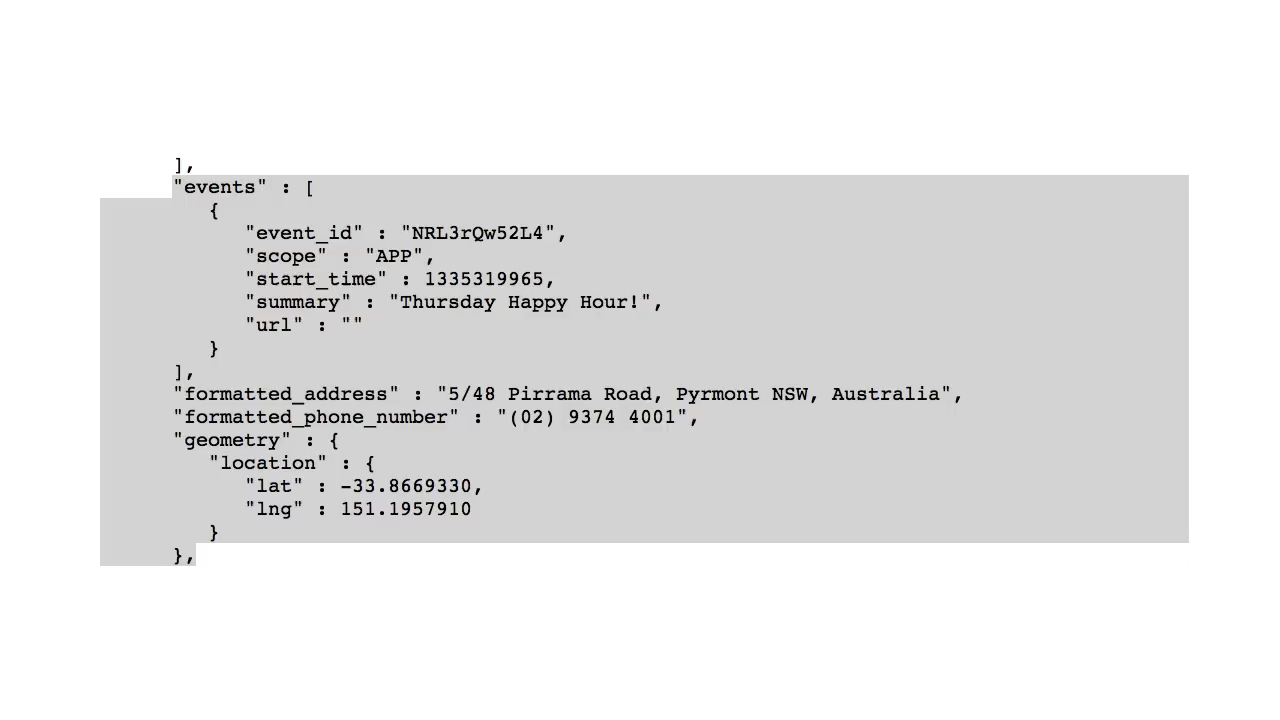 ],
"events" : [
{
"event_id" : "NRL3rQw52L4",
"scope" : "APP",
"start_time" : 1335319965,
"summary" : "Thursday Happy Hour!",
"url" : ""
}
],
"formatted_address" : "5/48 Pirrama Road, Pyrmont NSW, Australia",
"formatted_phone_number" : "(02) 9374 4001",
"geometry" : {
"location" : {
"lat" : -33.8669330,
"lng" : 151.1957910
}
},